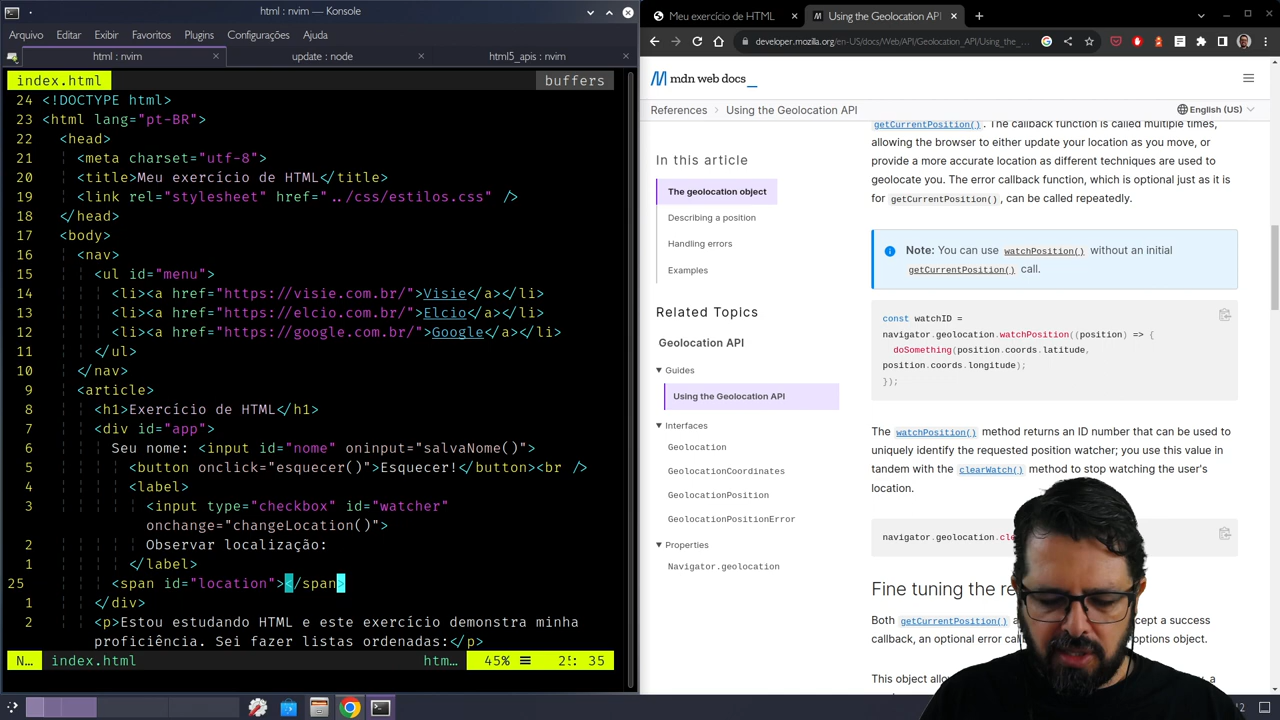 html : nvim — Konsole
Arquivo Editar Exibir Favoritos Plugins Configurações Ajuda
html : nvim
update : node
html5_apis : nvim
index.html
buffers
24 <!DOCTYPE html>
23 <html lang="pt-BR">
22 <head>
21 <meta charset="utf-8">
20 <title>Meu exercício de HTML</title>
19 <link rel="stylesheet" href="../css/estilos.css" />
18 </head>
17 <body>
16 <nav>
15 <ul id="menu">
14 <li><a href="https://visie.com.br/">Visie</a></li>
13 <li><a href="https://elcio.com.br/">Elcio</a></li>
12 <li><a href="https://google.com.br/">Google</a></li>
11 </ul>
10 </nav>
9 <article>
8 <h1>Exercício de HTML</h1>
7 <div id="app">
6 Seu nome: <input id="nome" oninput="salvaNome()">
5 <button onclick="esquecer()">Esquecer!</button><br />
4 <label>
3 <input type="checkbox" id="watcher"
onchange="changeLocation()">
2 Observar localização:
1 </label>
25 <span id="location"></span>
1 </div>
2 <p>Estou estudando HTML e este exercício demonstra minha
proficiência. Sei fazer listas ordenadas:</p>
N… index.html htm… 45% 25: 35
Meu exercício de HTML
Using the Geolocation API
developer.mozilla.org/en-US/docs/Web/API/Geolocation_API/Using_the_…
mdn web docs_
References > Using the Geolocation API
English (US)
In this article
The geolocation object
Describing a position
Handling errors
Examples
Related Topics
Geolocation API
Guides
Using the Geolocation API
Interfaces
Geolocation
GeolocationCoordinates
GeolocationPosition
GeolocationPositionError
Properties
Navigator.geolocation
getCurrentPosition(). The callback function is called multiple times,
allowing the browser to either update your location as you move, or
provide a more accurate location as different techniques are used to
geolocate you. The error callback function, which is optional just as it is
for getCurrentPosition(), can be called repeatedly.
Note: You can use watchPosition() without an initial
getCurrentPosition() call.
const watchID =
navigator.geolocation.watchPosition((position) => {
doSomething(position.coords.latitude,
position.coords.longitude);
});
The watchPosition() method returns an ID number that can be used to
uniquely identify the requested position watcher; you use this value in
tandem with the clearWatch() method to stop watching the user's
location.
navigator.geolocation.cle
Fine tuning the re
Both getCurrentPosition() a
cept a success
callback, an optional error cal
options object.
This object allow